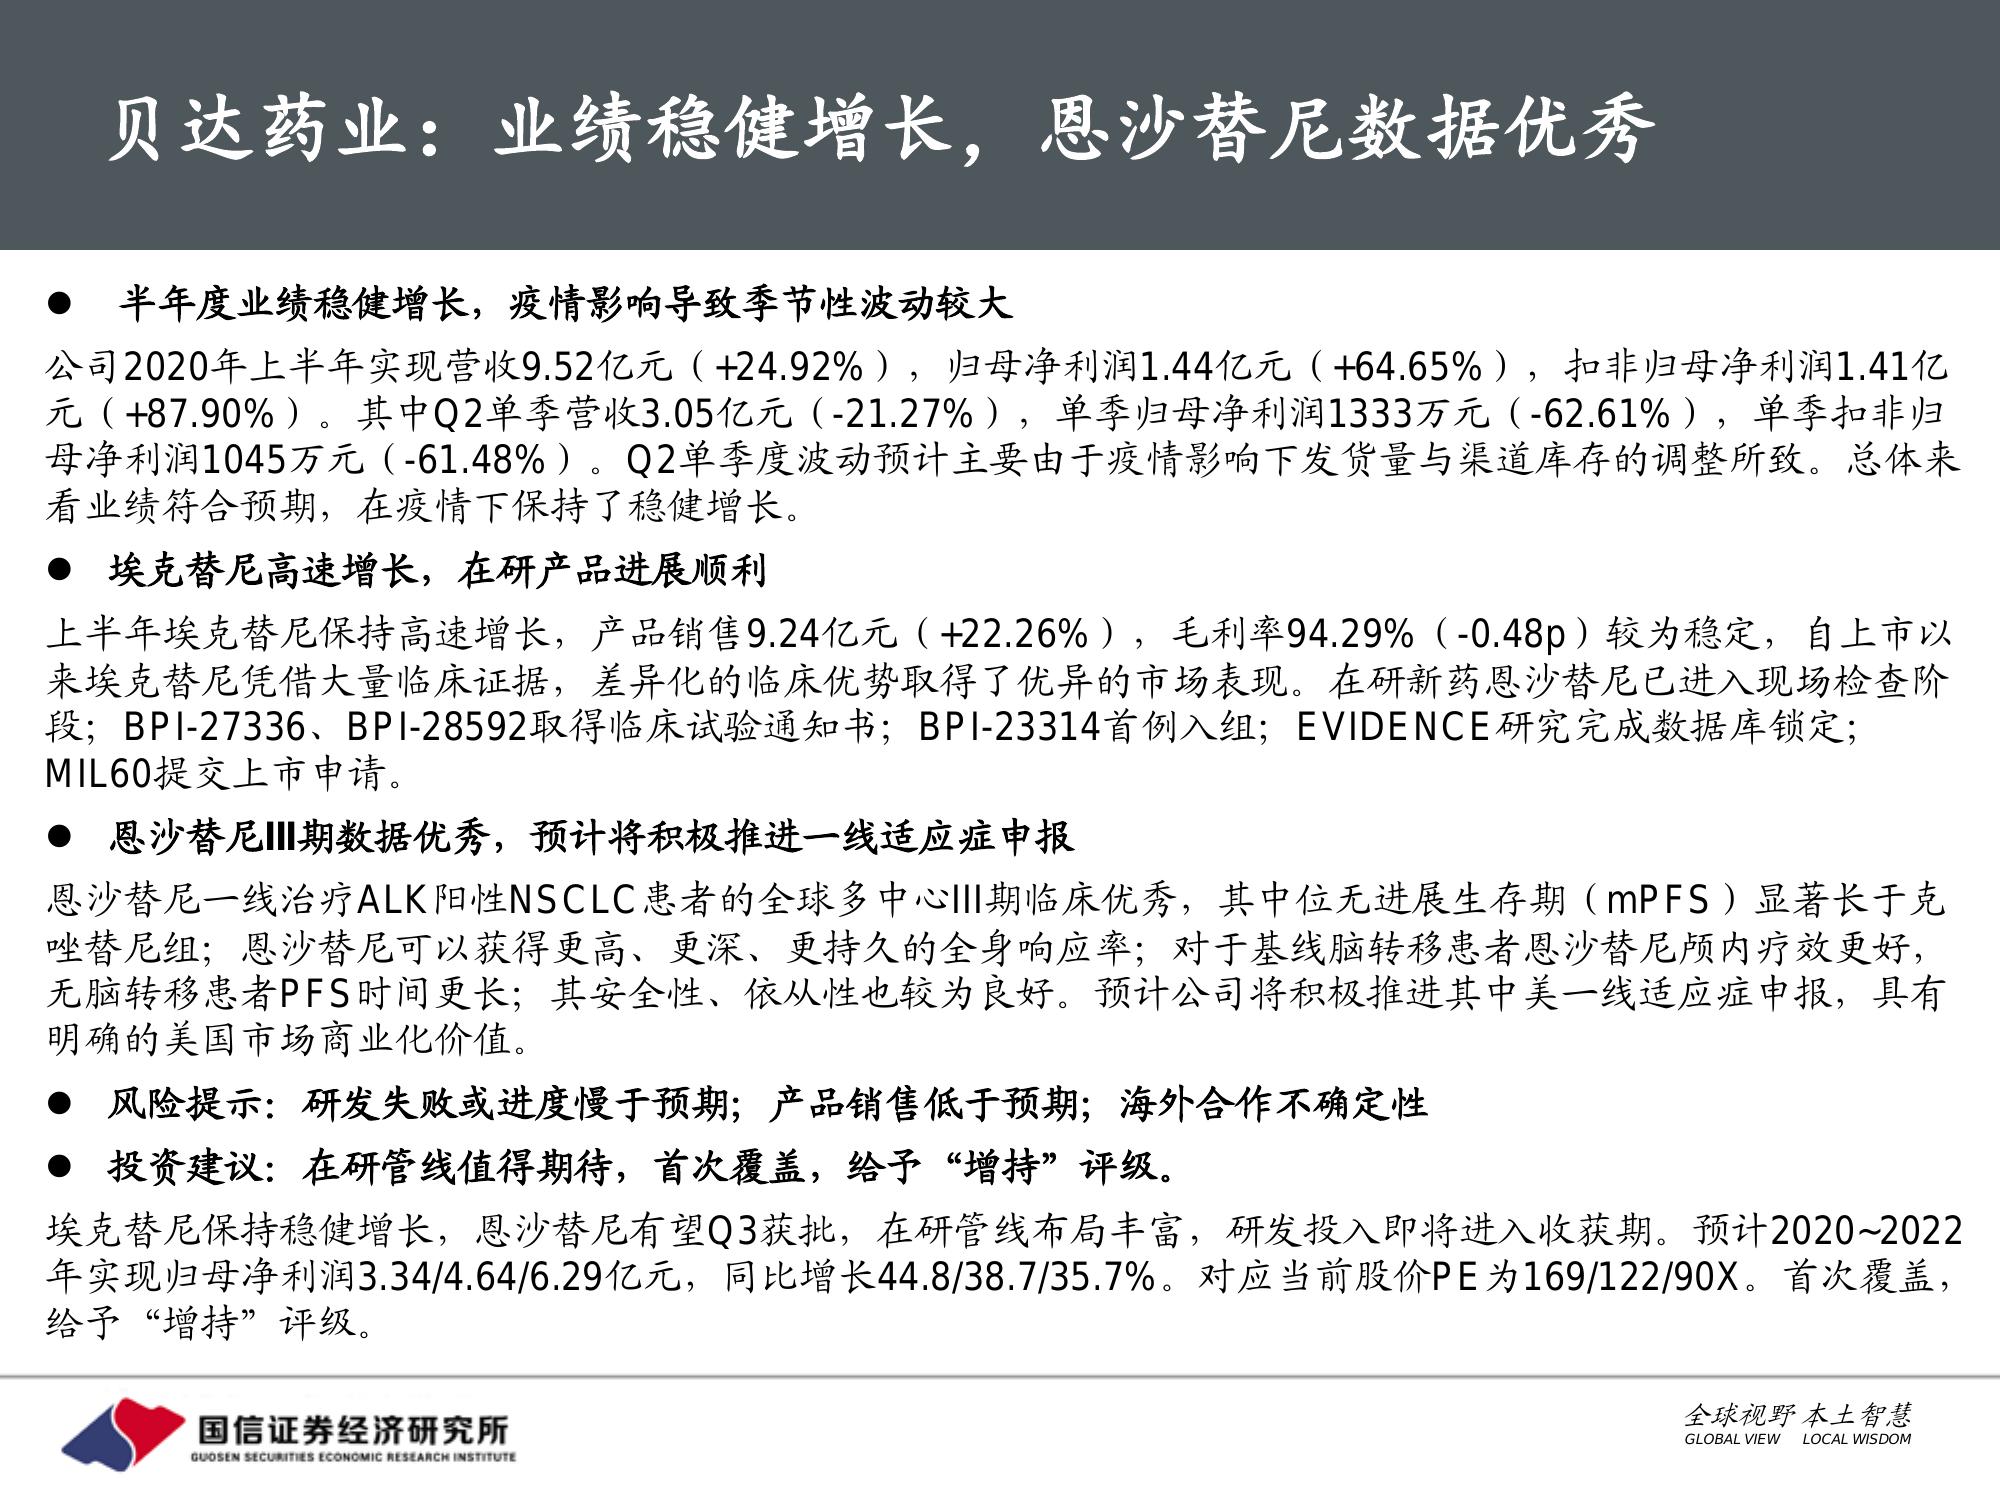 贝达药业：业绩稳健增长，恩沙替尼数据优秀
● 半年度业绩稳健增长，疫情影响导致季节性波动较大
公司2020年上半年实现营收9.52亿元（+24.92%），归母净利润1.44亿元（+64.65%），扣非归母净利润1.41亿
元（+87.90%）。其中Q2单季营收3.05亿元（-21.27%），单季归母净利润1333万元（-62.61%），单季扣非归
母净利润1045万元（-61.48%）。Q2单季度波动预计主要由于疫情影响下发货量与渠道库存的调整所致。总体来
看业绩符合预期，在疫情下保持了稳健增长。
● 埃克替尼高速增长，在研产品进展顺利
上半年埃克替尼保持高速增长，产品销售9.24亿元（+22.26%），毛利率94.29%（-0.48p）较为稳定，自上市以
来埃克替尼凭借大量临床证据，差异化的临床优势取得了优异的市场表现。在研新药恩沙替尼已进入现场检查阶
段；BPI-27336、BPI-28592取得临床试验通知书；BPI-23314首例入组；EVIDENCE研究完成数据库锁定；
MIL60提交上市申请。
● 恩沙替尼III期数据优秀，预计将积极推进一线适应症申报
恩沙替尼一线治疗ALK阳性NSCLC患者的全球多中心III期临床优秀，其中位无进展生存期（mPFS）显著长于克
唑替尼组；恩沙替尼可以获得更高、更深、更持久的全身响应率；对于基线脑转移患者恩沙替尼颅内疗效更好，
无脑转移患者PFS时间更长；其安全性、依从性也较为良好。预计公司将积极推进其中美一线适应症申报，具有
明确的美国市场商业化价值。
● 风险提示：研发失败或进度慢于预期；产品销售低于预期；海外合作不确定性
● 投资建议：在研管线值得期待，首次覆盖，给予“增持”评级。
埃克替尼保持稳健增长，恩沙替尼有望Q3获批，在研管线布局丰富，研发投入即将进入收获期。预计2020~2022
年实现归母净利润3.34/4.64/6.29亿元，同比增长44.8/38.7/35.7%。对应当前股价PE为169/122/90X。首次覆盖，
给予“增持”评级。
国信证券经济研究所
GUOSEN SECURITIES ECONOMIC RESEARCH INSTITUTE
全球视野 本土智慧
GLOBAL VIEW LOCAL WISDOM